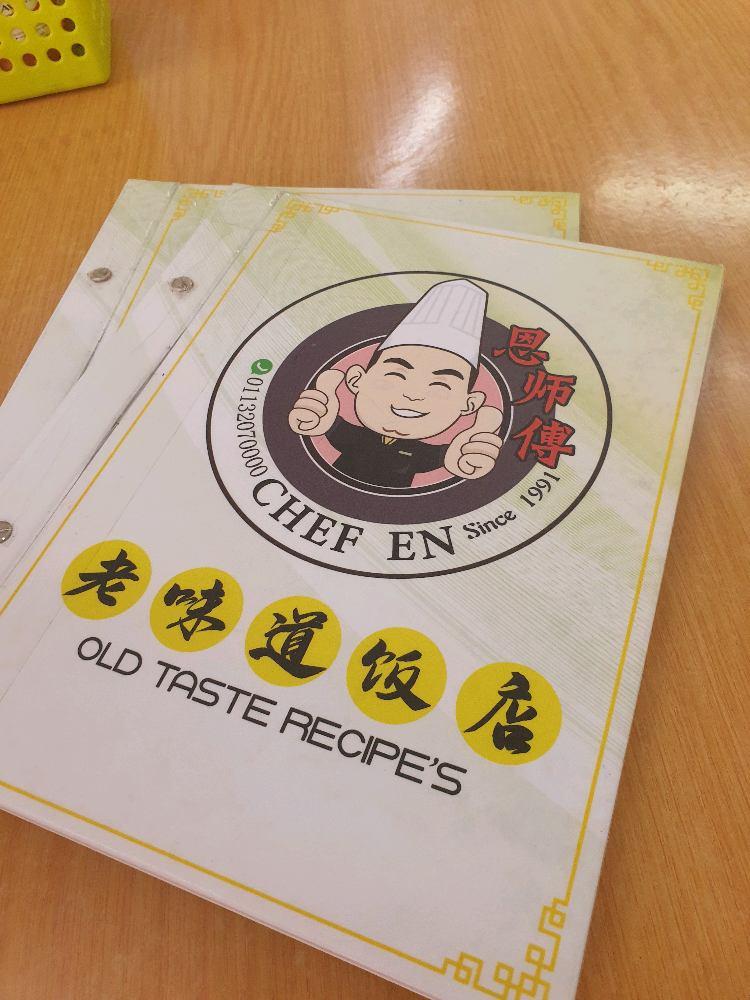 恩师傅
01132070000
CHEF EN
Since 1991
老味道饭店
OLD TASTE RECIPE'S